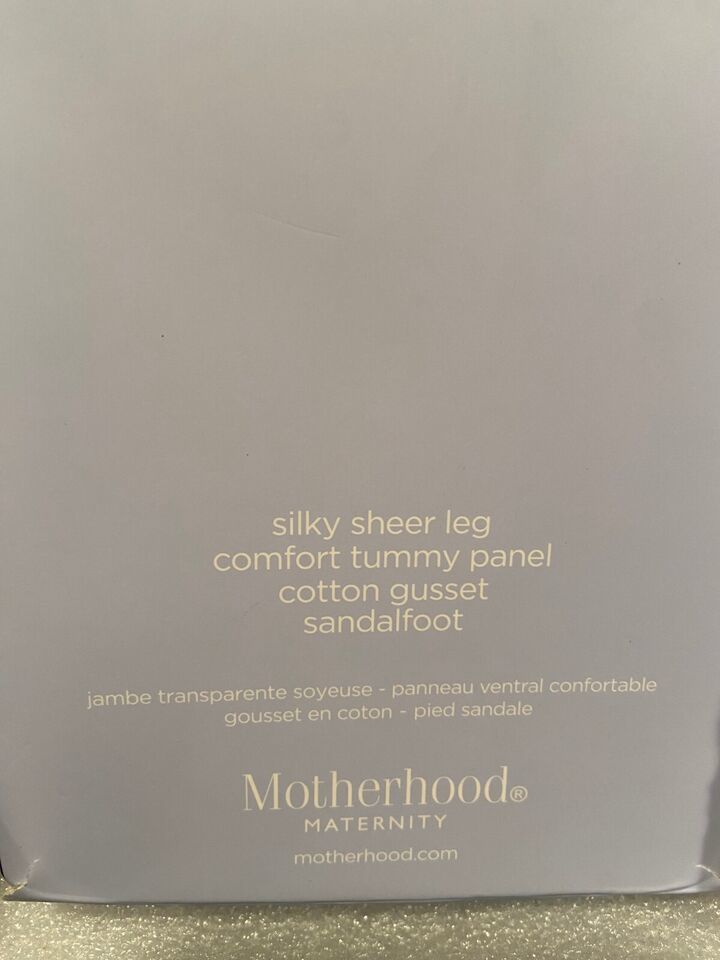 silky sheer leg
comfort tummy panel
cotton gusset
sandalfoot
jambe transparente soyeuse - panneau ventral confortable
gousset en coton - pied sandale
Motherhood®
MATERNITY
motherhood.com